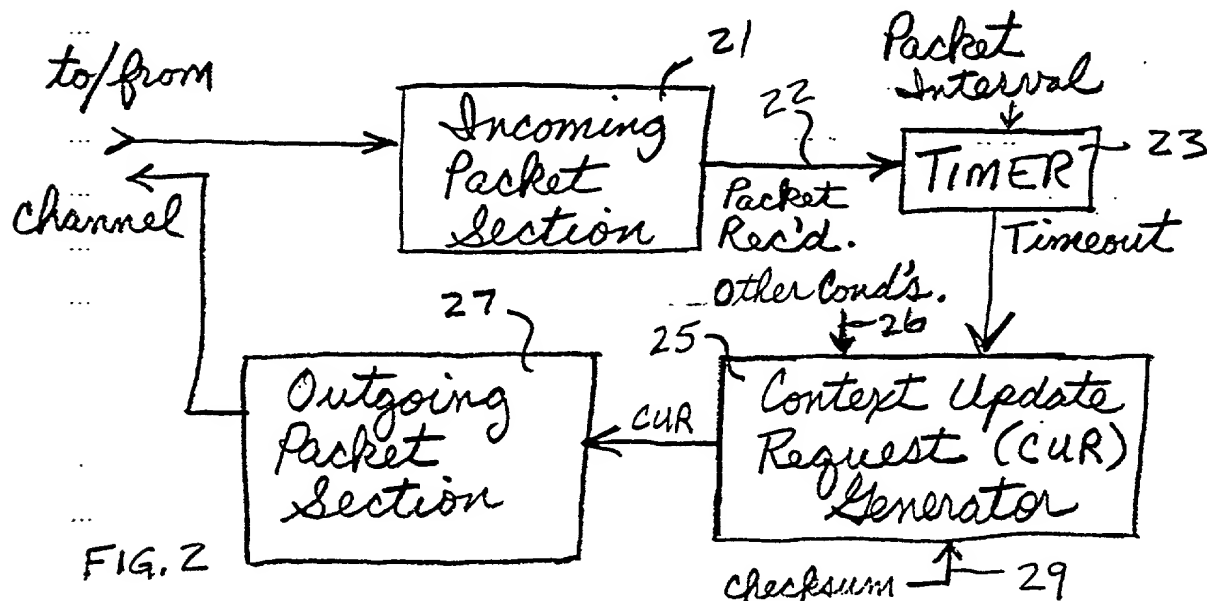 to/from
channel
21
Incoming
Packet
Section
22
Packet
Rec'd.
Packet
Interval
TIMER
23
Timeout
Other Cond's.
26
25
Context Update
Request (CUR)
Generator
CUR
27
Outgoing
Packet
Section
checksum
29
FIG. 2